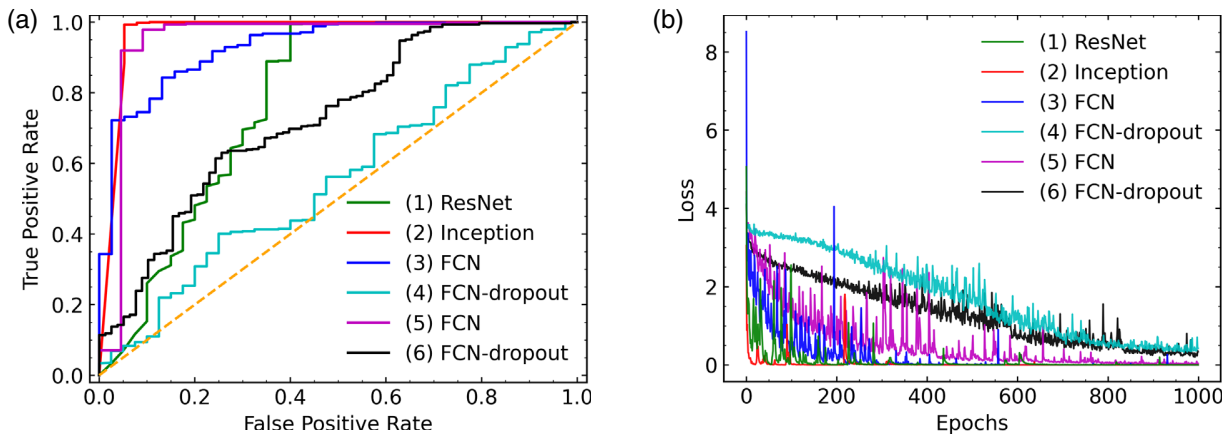 (a)
True Positive Rate
1.0
0.8
0.6
0.4
0.2
0.0
(1) ResNet
(2) Inception
(3) FCN
(4) FCN-dropout
(5) FCN
(6) FCN-dropout
0.0 0.2 0.4 0.6 0.8 1.0
False Positive Rate
(b)
Loss
8
6
4
2
0
(1) ResNet
(2) Inception
(3) FCN
(4) FCN-dropout
(5) FCN
(6) FCN-dropout
0 200 400 600 800 1000
Epochs